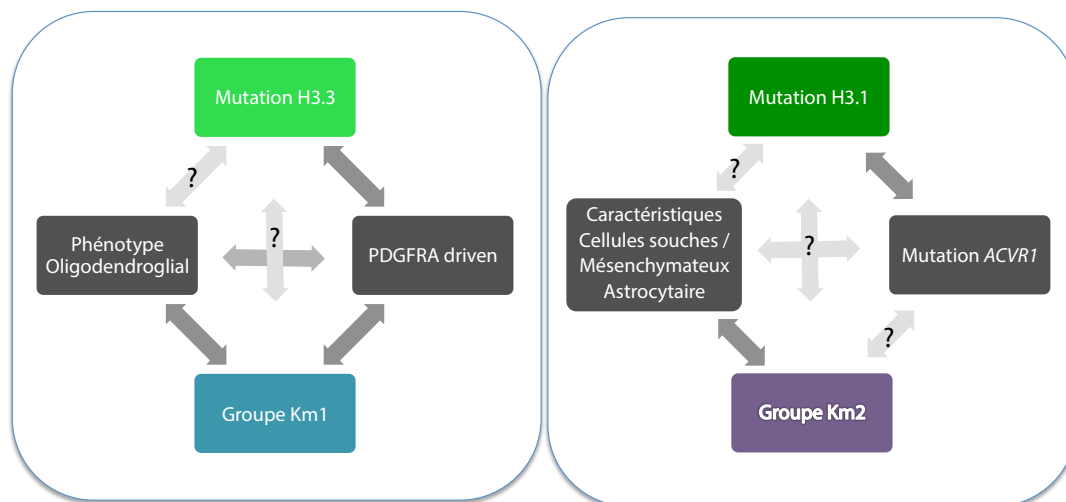 Mutation H3.3
?
Phénotype
Oligodendroglial
?
PDGFRA driven
Groupe Km1
Mutation H3.1
?
Caractéristiques
Cellules souches /
Mésenchymateux
Astrocytaire
?
Mutation ACVR1
?
Groupe Km2